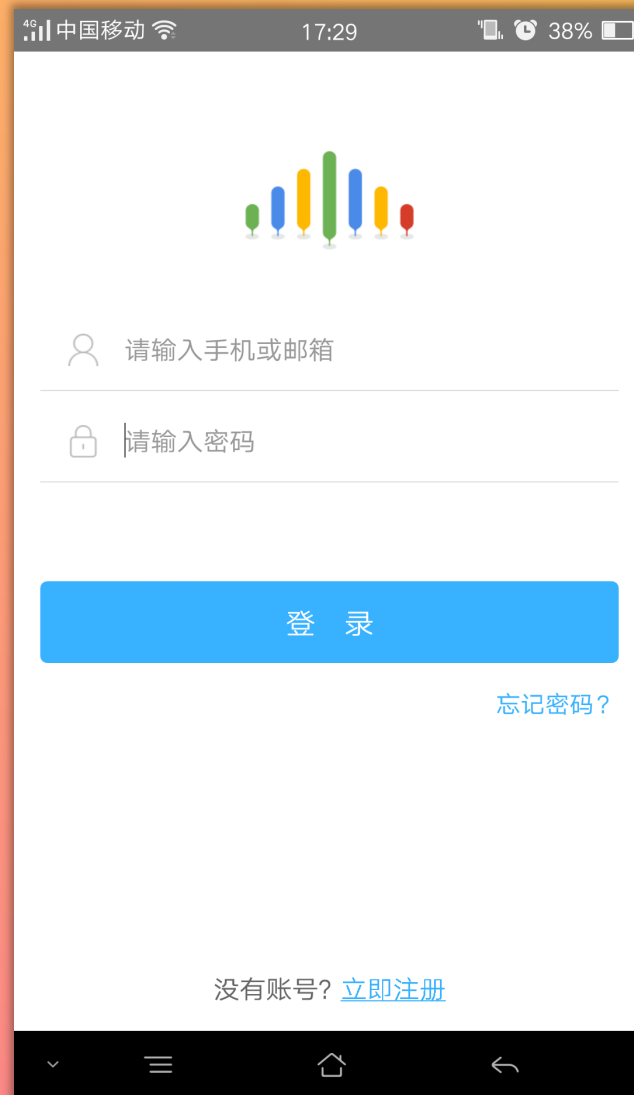 4G 中国移动 17:29 38%
请输入手机或邮箱
请输入密码
登 录
忘记密码?
没有账号? 立即注册